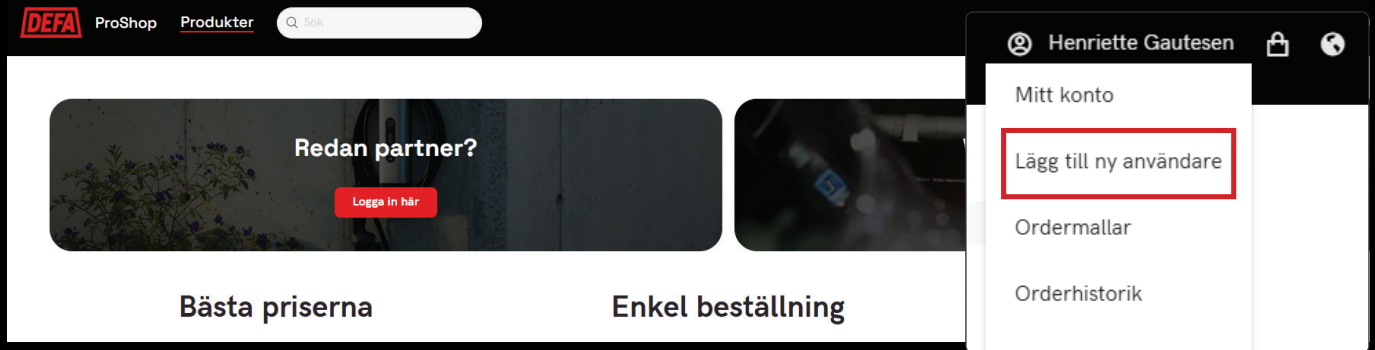 DEFA ProShop Produkter Sök
Henriette Gautesen
Mitt konto
Lägg till ny användare
Ordermallar
Orderhistorik
Redan partner?
Logga in här
Bästa priserna
Enkel beställning